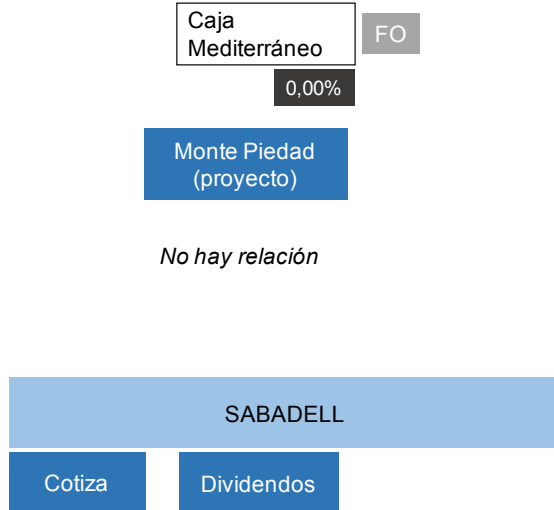 Caja
Mediterráneo
FO
0,00%
Monte Piedad
(proyecto)
No hay relación
SABADELL
Cotiza
Dividendos